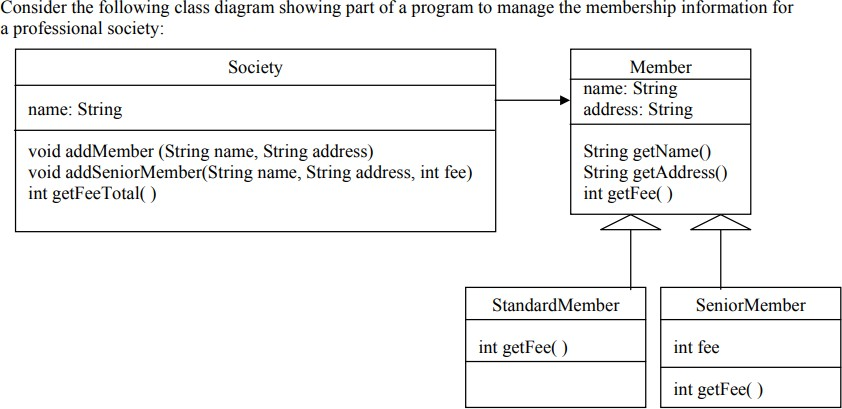 Consider the following class diagram showing part of a program to manage the membership information for
a professional society:
Society
name: String
void addMember (String name, String address)
void addSeniorMember(String name, String address, int fee)
int getFeeTotal( )
Member
name: String
address: String
String getName()
String getAddress()
int getFee( )
StandardMember
int getFee( )
SeniorMember
int fee
int getFee( )